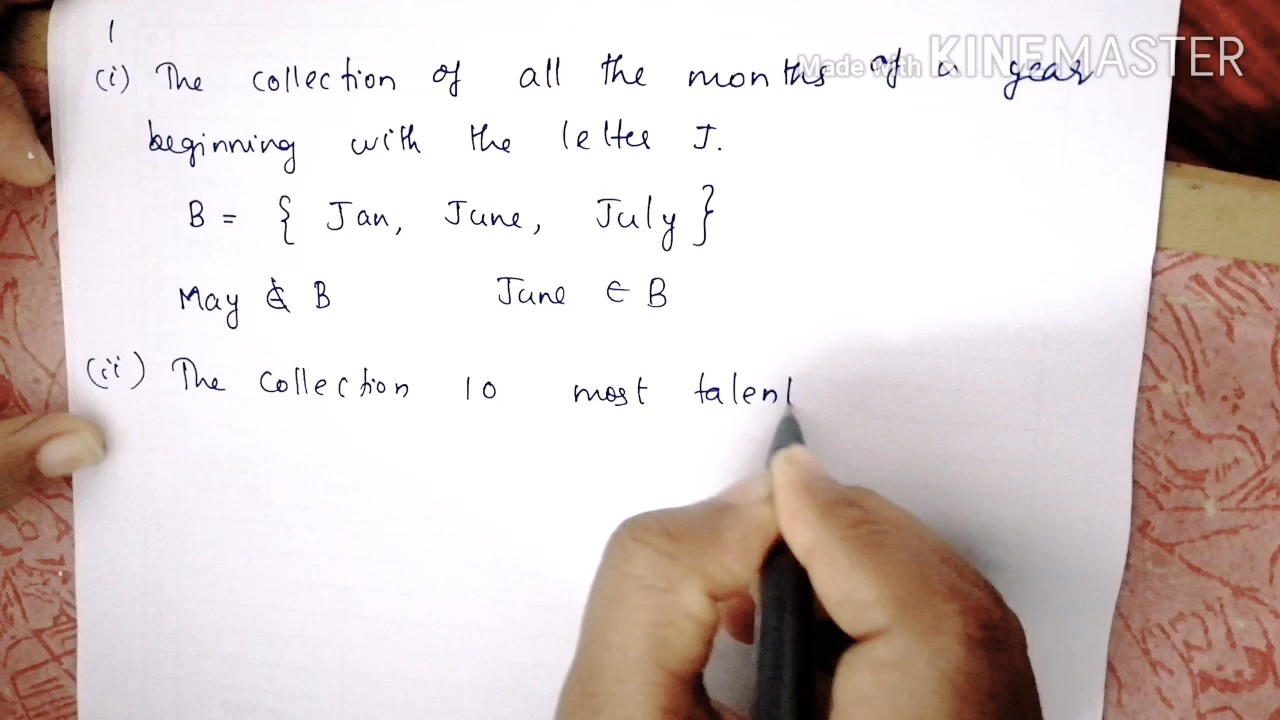 1
(i) The collection of all the months of a year
beginning with the letter J.
B = { Jan, June, July }
May ∉ B June ∈ B
(ii) The collection 10 most talent
Made with KINEMASTER